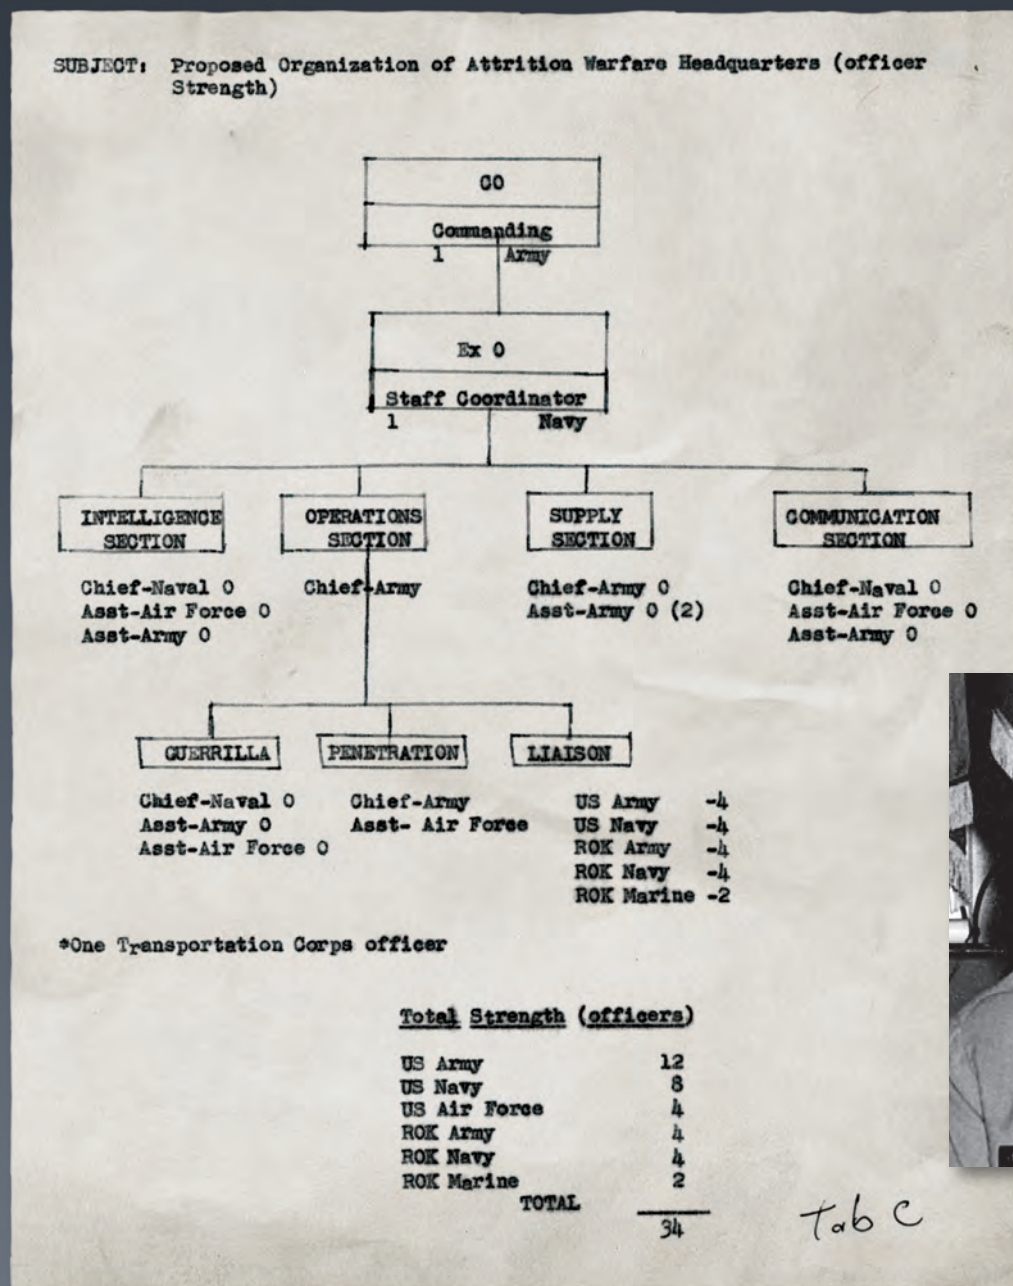 SUBJECT: Proposed Organization of Attrition Warfare Headquarters (officer
Strength)
CO
Commanding
1 Army
Ex O
Staff Coordinator
1 Navy
INTELLIGENCE
SECTION
Chief-Naval O
Asst-Air Force O
Asst-Army O
OPERATIONS
SECTION
Chief-Army
SUPPLY
SECTION
Chief-Army O
Asst-Army O (2)
COMMUNICATION
SECTION
Chief-Naval O
Asst-Air Force O
Asst-Army O
GUERRILLA
Chief-Naval O
Asst-Army O
Asst-Air Force O
PENETRATION
Chief-Army
Asst- Air Force
LIAISON
US Army -4
US Navy -4
ROK Army -4
ROK Navy -4
ROK Marine -2
*One Transportation Corps officer
Total Strength (officers)
US Army 12
US Navy 8
US Air Force 4
ROK Army 4
ROK Navy 4
ROK Marine 2
TOTAL
34
Tab C